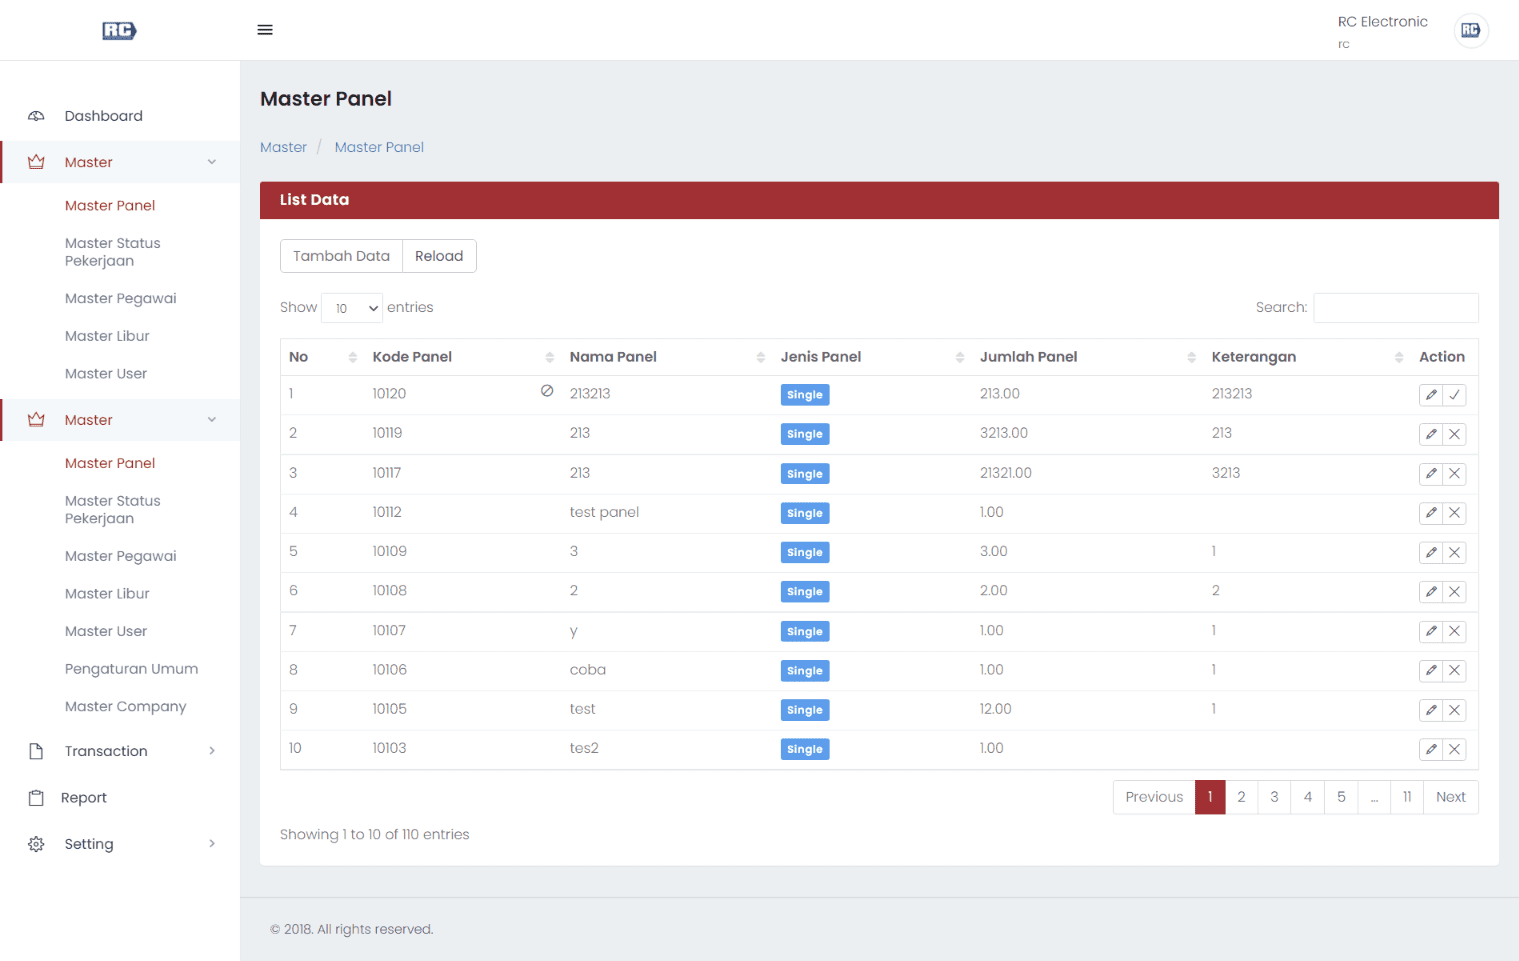 RC
RC Electronic
rc
RC
Dashboard
Master
Master Panel
Master Status
Pekerjaan
Master Pegawai
Master Libur
Master User
Master
Master Panel
Master Status
Pekerjaan
Master Pegawai
Master Libur
Master User
Pengaturan Umum
Master Company
Transaction
Report
Setting
Master Panel
Master / Master Panel
List Data
Tambah Data Reload
Show 10 entries Search:
No Kode Panel Nama Panel Jenis Panel Jumlah Panel Keterangan Action
1 10120 213213 Single 213.00 213213
2 10119 213 Single 3213.00 213
3 10117 213 Single 21321.00 3213
4 10112 test panel Single 1.00
5 10109 3 Single 3.00 1
6 10108 2 Single 2.00 2
7 10107 y Single 1.00 1
8 10106 coba Single 1.00 1
9 10105 test Single 12.00 1
10 10103 tes2 Single 1.00
Previous 1 2 3 4 5 ... 11 Next
Showing 1 to 10 of 110 entries
© 2018. All rights reserved.